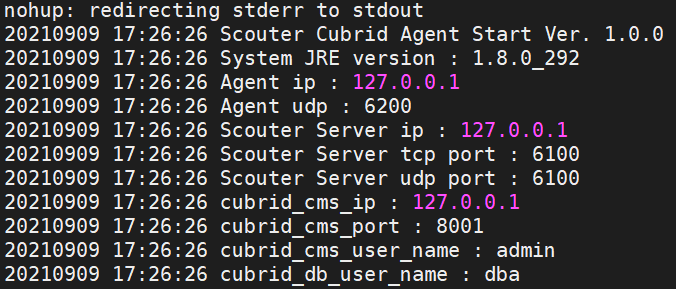 nohup: redirecting stderr to stdout
20210909 17:26:26 Scouter Cubrid Agent Start Ver. 1.0.0
20210909 17:26:26 System JRE version : 1.8.0_292
20210909 17:26:26 Agent ip : 127.0.0.1
20210909 17:26:26 Agent udp : 6200
20210909 17:26:26 Scouter Server ip : 127.0.0.1
20210909 17:26:26 Scouter Server tcp port : 6100
20210909 17:26:26 Scouter Server udp port : 6100
20210909 17:26:26 cubrid_cms_ip : 127.0.0.1
20210909 17:26:26 cubrid_cms_port : 8001
20210909 17:26:26 cubrid_cms_user_name : admin
20210909 17:26:26 cubrid_db_user_name : dba